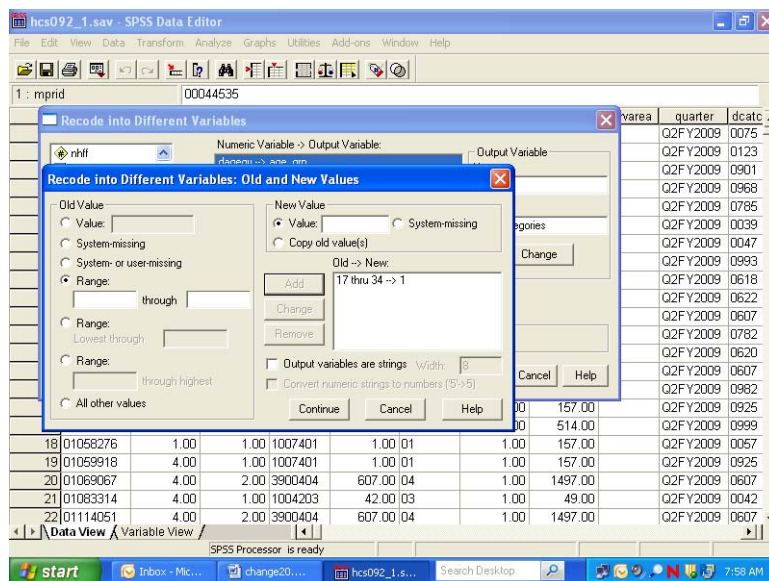 hcs092_1.sav - SPSS Data Editor
File Edit View Data Transform Analyze Graphs Utilities Add-ons Window Help
1 : mprid 00044535
varea quarter dcatc
Recode into Different Variables
nhff
Numeric Variable -> Output Variable:
dagequ --> age_grp
Output Variable
egories
Change
Cancel Help
Recode into Different Variables: Old and New Values
Old Value
Value:
System-missing
System- or user-missing
Range:
through
Range:
Lowest through
Range:
through highest
All other values
New Value
Value: System-missing
Copy old value(s)
Old --> New:
Add
Change
Remove
17 thru 34 --> 1
Output variables are strings Width: 8
Convert numeric strings to numbers ('5'->5)
Continue Cancel Help
Q2FY2009 0075
Q2FY2009 0123
Q2FY2009 0901
Q2FY2009 0968
Q2FY2009 0785
Q2FY2009 0039
Q2FY2009 0047
Q2FY2009 0993
Q2FY2009 0618
Q2FY2009 0622
Q2FY2009 0607
Q2FY2009 0782
Q2FY2009 0620
Q2FY2009 0607
Q2FY2009 0982
00 157.00 Q2FY2009 0925
00 514.00 Q2FY2009 0999
18 01058276 1.00 1.00 1007401 1.00 01 1.00 157.00 Q2FY2009 0057
19 01059918 4.00 1.00 1007401 1.00 01 1.00 157.00 Q2FY2009 0925
20 01069067 4.00 2.00 3900404 607.00 04 1.00 1497.00 Q2FY2009 0607
21 01083314 4.00 1.00 1004203 42.00 03 1.00 49.00 Q2FY2009 0042
22 01114051 4.00 2.00 3900404 607.00 04 1.00 1497.00 Q2FY2009 0607
Data View Variable View
SPSS Processor is ready
start Inbox - Mic... change20.... hcs092_1.s... Search Desktop 7:58 AM